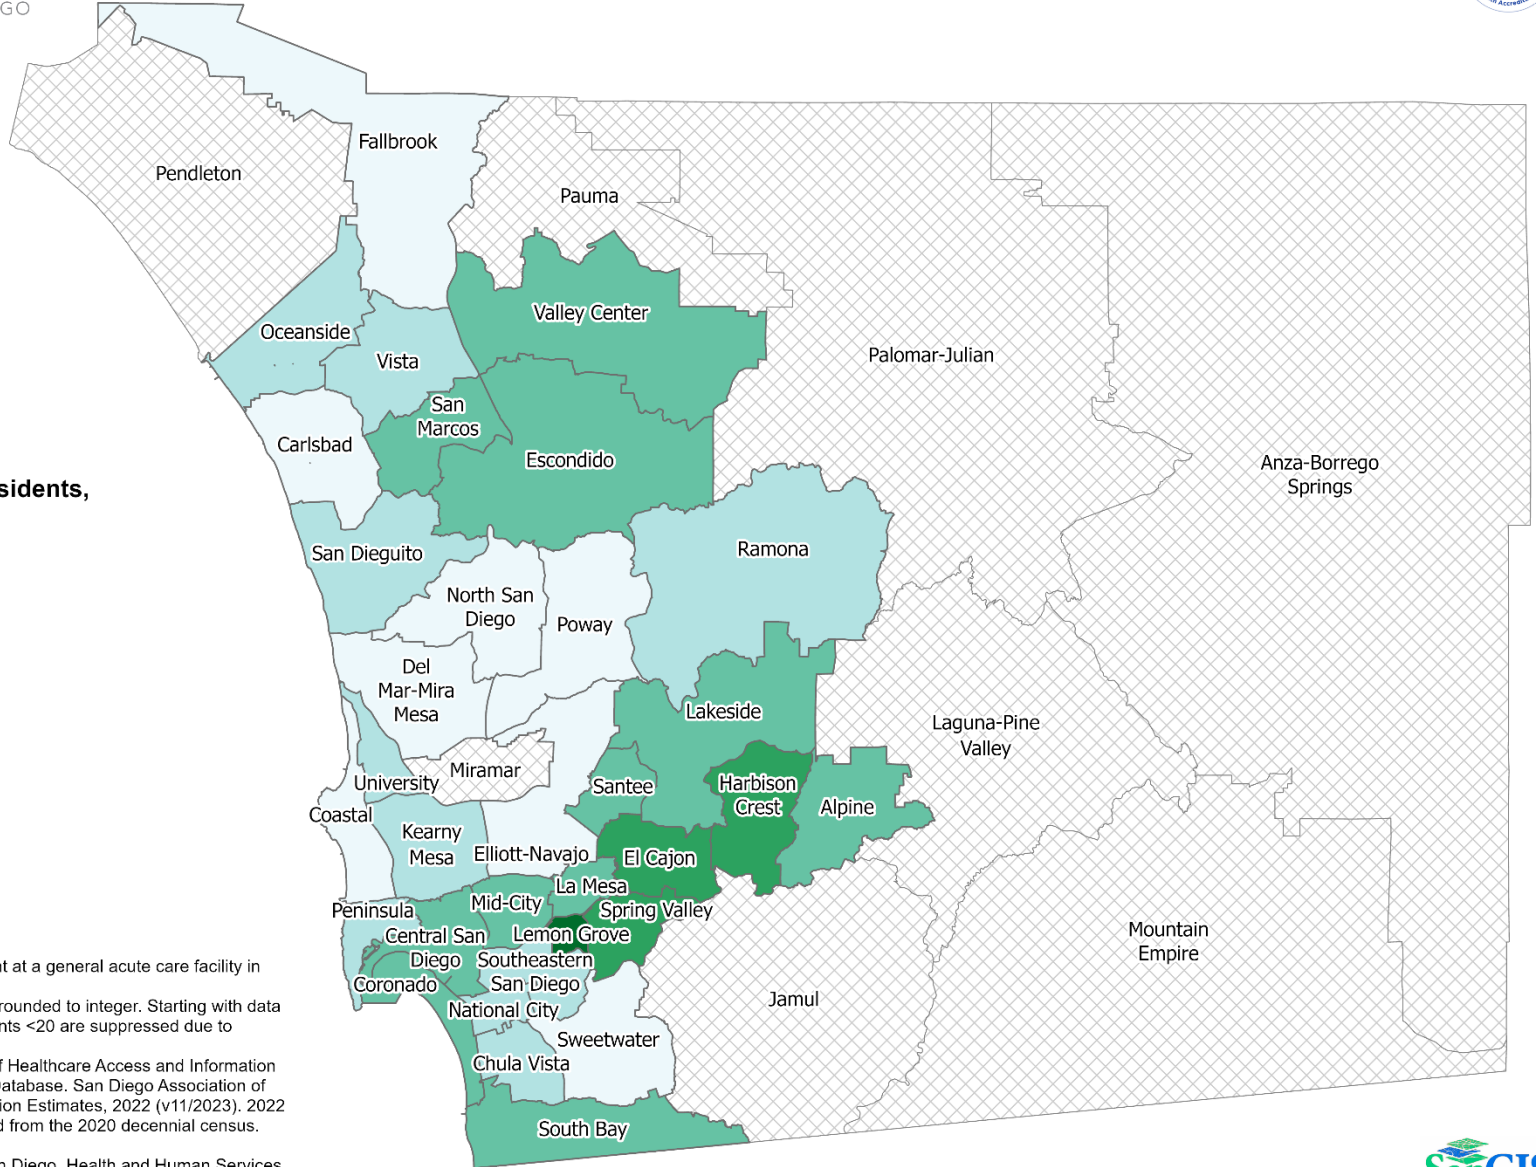 GO
Fallbrook
Pendleton
Pauma
Valley Center
Oceanside
Vista
Palomar-Julian
San
Marcos
Carlsbad
Escondido
Anza-Borrego
Springs
sidents,
San Dieguito
Ramona
North San
Diego
Poway
Del
Mar-Mira
Mesa
Lakeside
Laguna-Pine
Valley
Miramar
University
Santee
Harbison
Crest
Alpine
Coastal
Kearny
Mesa
Elliott-Navajo
El Cajon
La Mesa
Mid-City
Peninsula
Spring Valley
Central San
Diego
Lemon Grove
Southeastern
San Diego
Coronado
National City
Mountain
Empire
Jamul
Sweetwater
Chula Vista
South Bay
t at a general acute care facility in
rounded to integer. Starting with data
nts <20 are suppressed due to
f Healthcare Access and Information
atabase. San Diego Association of
ion Estimates, 2022 (v11/2023). 2022
d from the 2020 decennial census.
n Diego, Health and Human Services